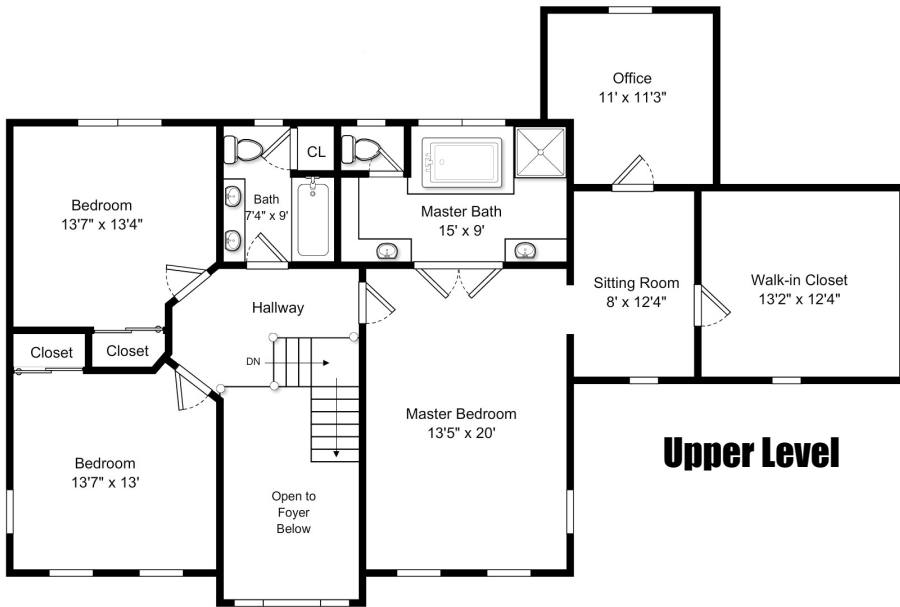 Office
11' x 11'3"
CL
Bedroom
13'7" x 13'4"
Bath
7'4" x 9'
Master Bath
15' x 9'
Sitting Room
8' x 12'4"
Walk-in Closet
13'2" x 12'4"
Hallway
Closet
Closet
DN
Master Bedroom
13'5" x 20'
Upper Level
Bedroom
13'7" x 13'
Open to
Foyer
Below